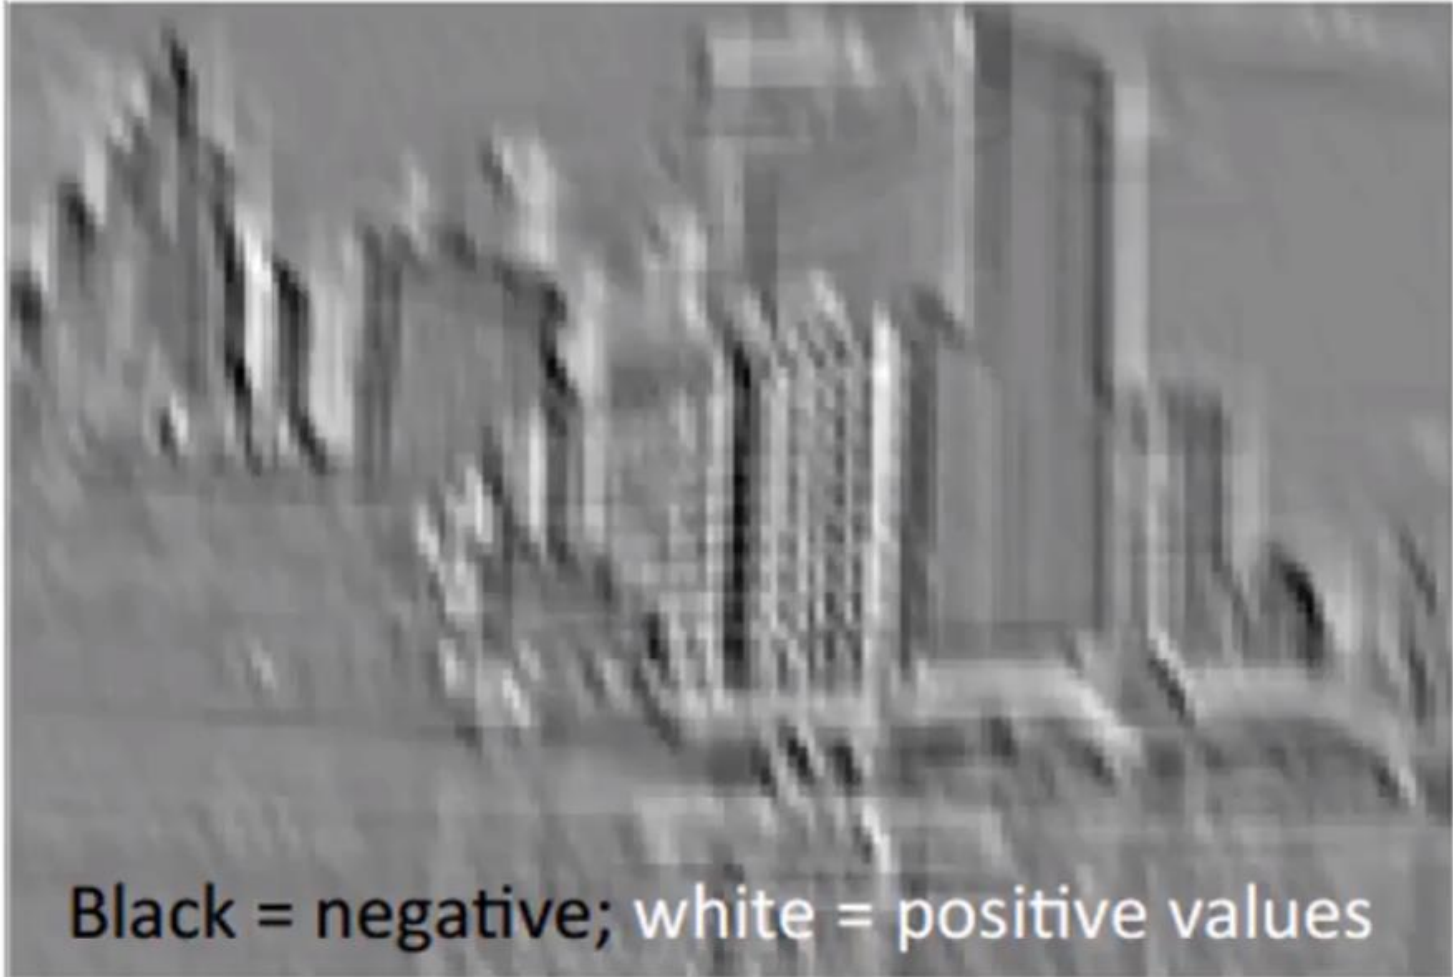 Black = negative; white = positive values